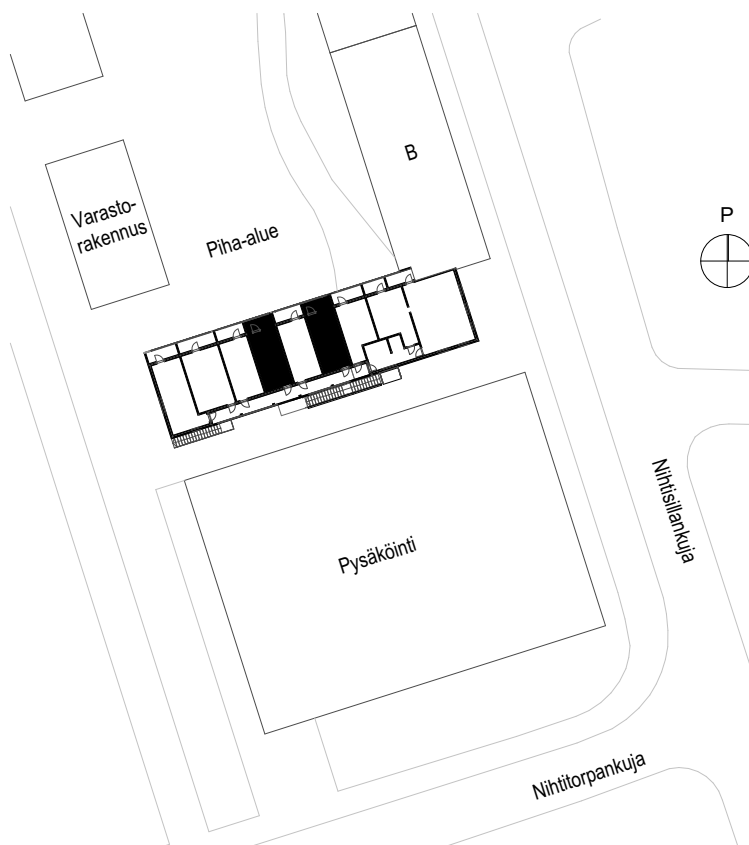 B
Varasto-
rakennus
Piha-alue
P
Nihtisillankuja
Pysäköinti
Nihtitorpankuja